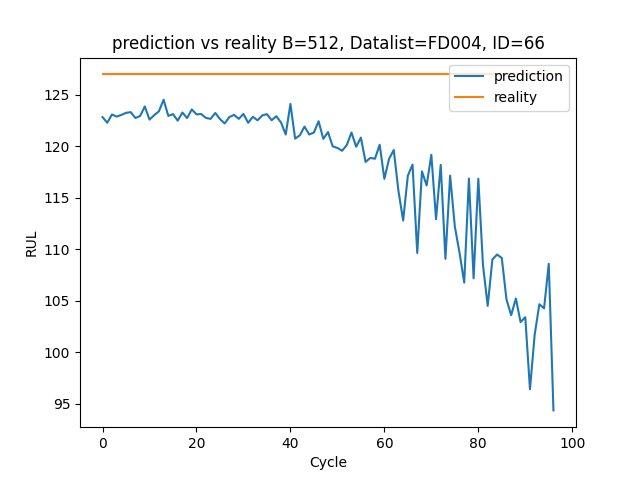 prediction vs reality B=512, Datalist=FD004, ID=66
prediction
reality
RUL
125
120
115
110
105
100
95
0
20
40
60
80
100
Cycle